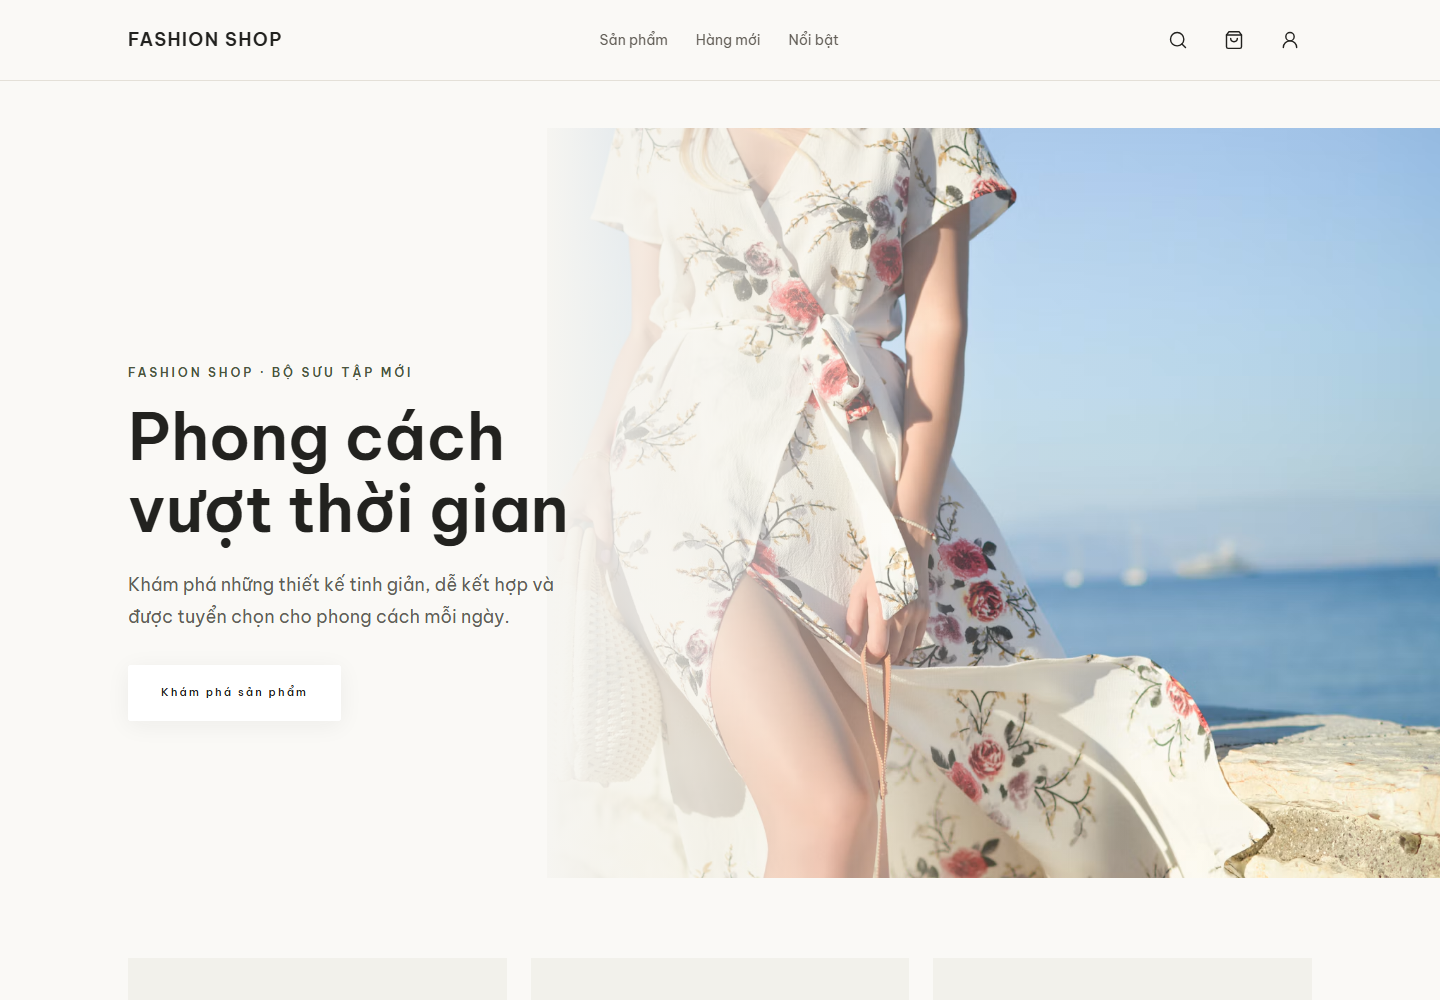 FASHION SHOP
Sản phẩm
Hàng mới
Nổi bật
FASHION SHOP · BỘ SƯU TẬP MỚI
Phong cách
vượt thời gian
Khám phá những thiết kế tinh giản, dễ kết hợp và
được tuyển chọn cho phong cách mỗi ngày.
Khám phá sản phẩm